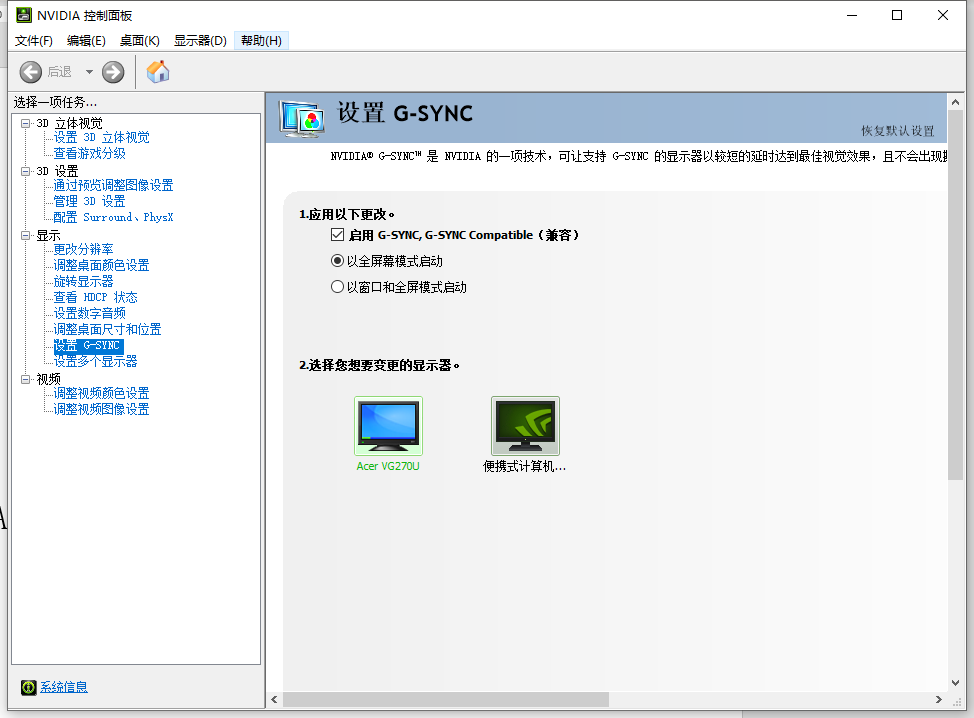 NVIDIA 控制面板
文件(F) 编辑(E) 桌面(K) 显示器(D) 帮助(H)
后退
选择一项任务...
3D 立体视觉
设置 3D 立体视觉
查看游戏分级
3D 设置
通过预览调整图像设置
管理 3D 设置
配置 Surround、PhysX
显示
更改分辨率
调整桌面颜色设置
旋转显示器
查看 HDCP 状态
设置数字音频
调整桌面尺寸和位置
设置 G-SYNC
设置多个显示器
视频
调整视频颜色设置
调整视频图像设置
系统信息
设置 G-SYNC
恢复默认设置
NVIDIA® G-SYNC™ 是 NVIDIA 的一项技术，可让支持 G-SYNC 的显示器以较短的延时达到最佳视觉效果，且不会出现
1.应用以下更改。
启用 G-SYNC, G-SYNC Compatible（兼容）
以全屏幕模式启动
以窗口和全屏模式启动
2.选择您想要变更的显示器。
Acer VG270U
便携式计算机...